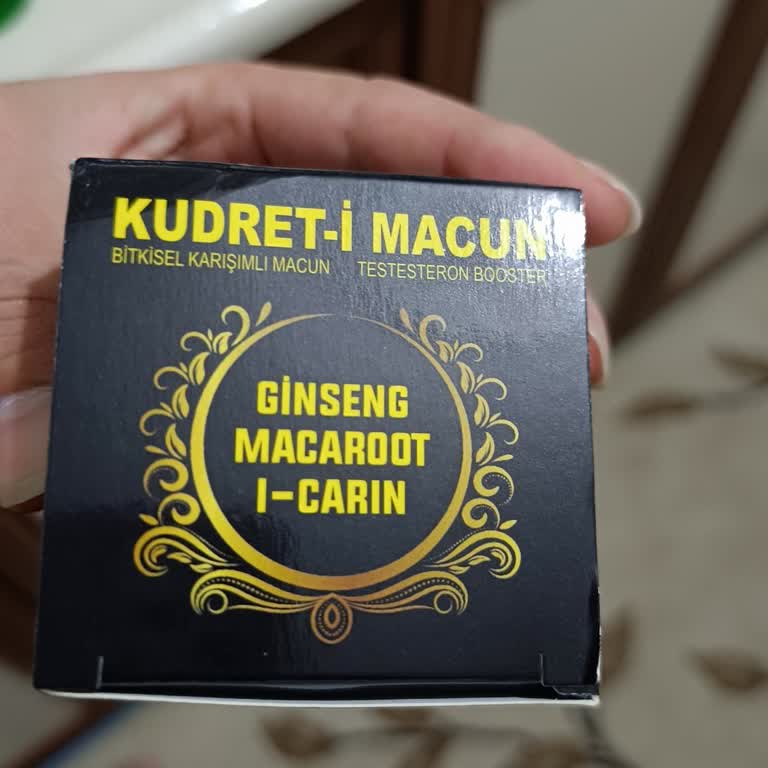 KUDRET-İ MACUN
BİTKİSEL KARIŞIMLI MACUN TESTESTERON BOOSTER
GİNSENG
MACAROOT
I-CARIN